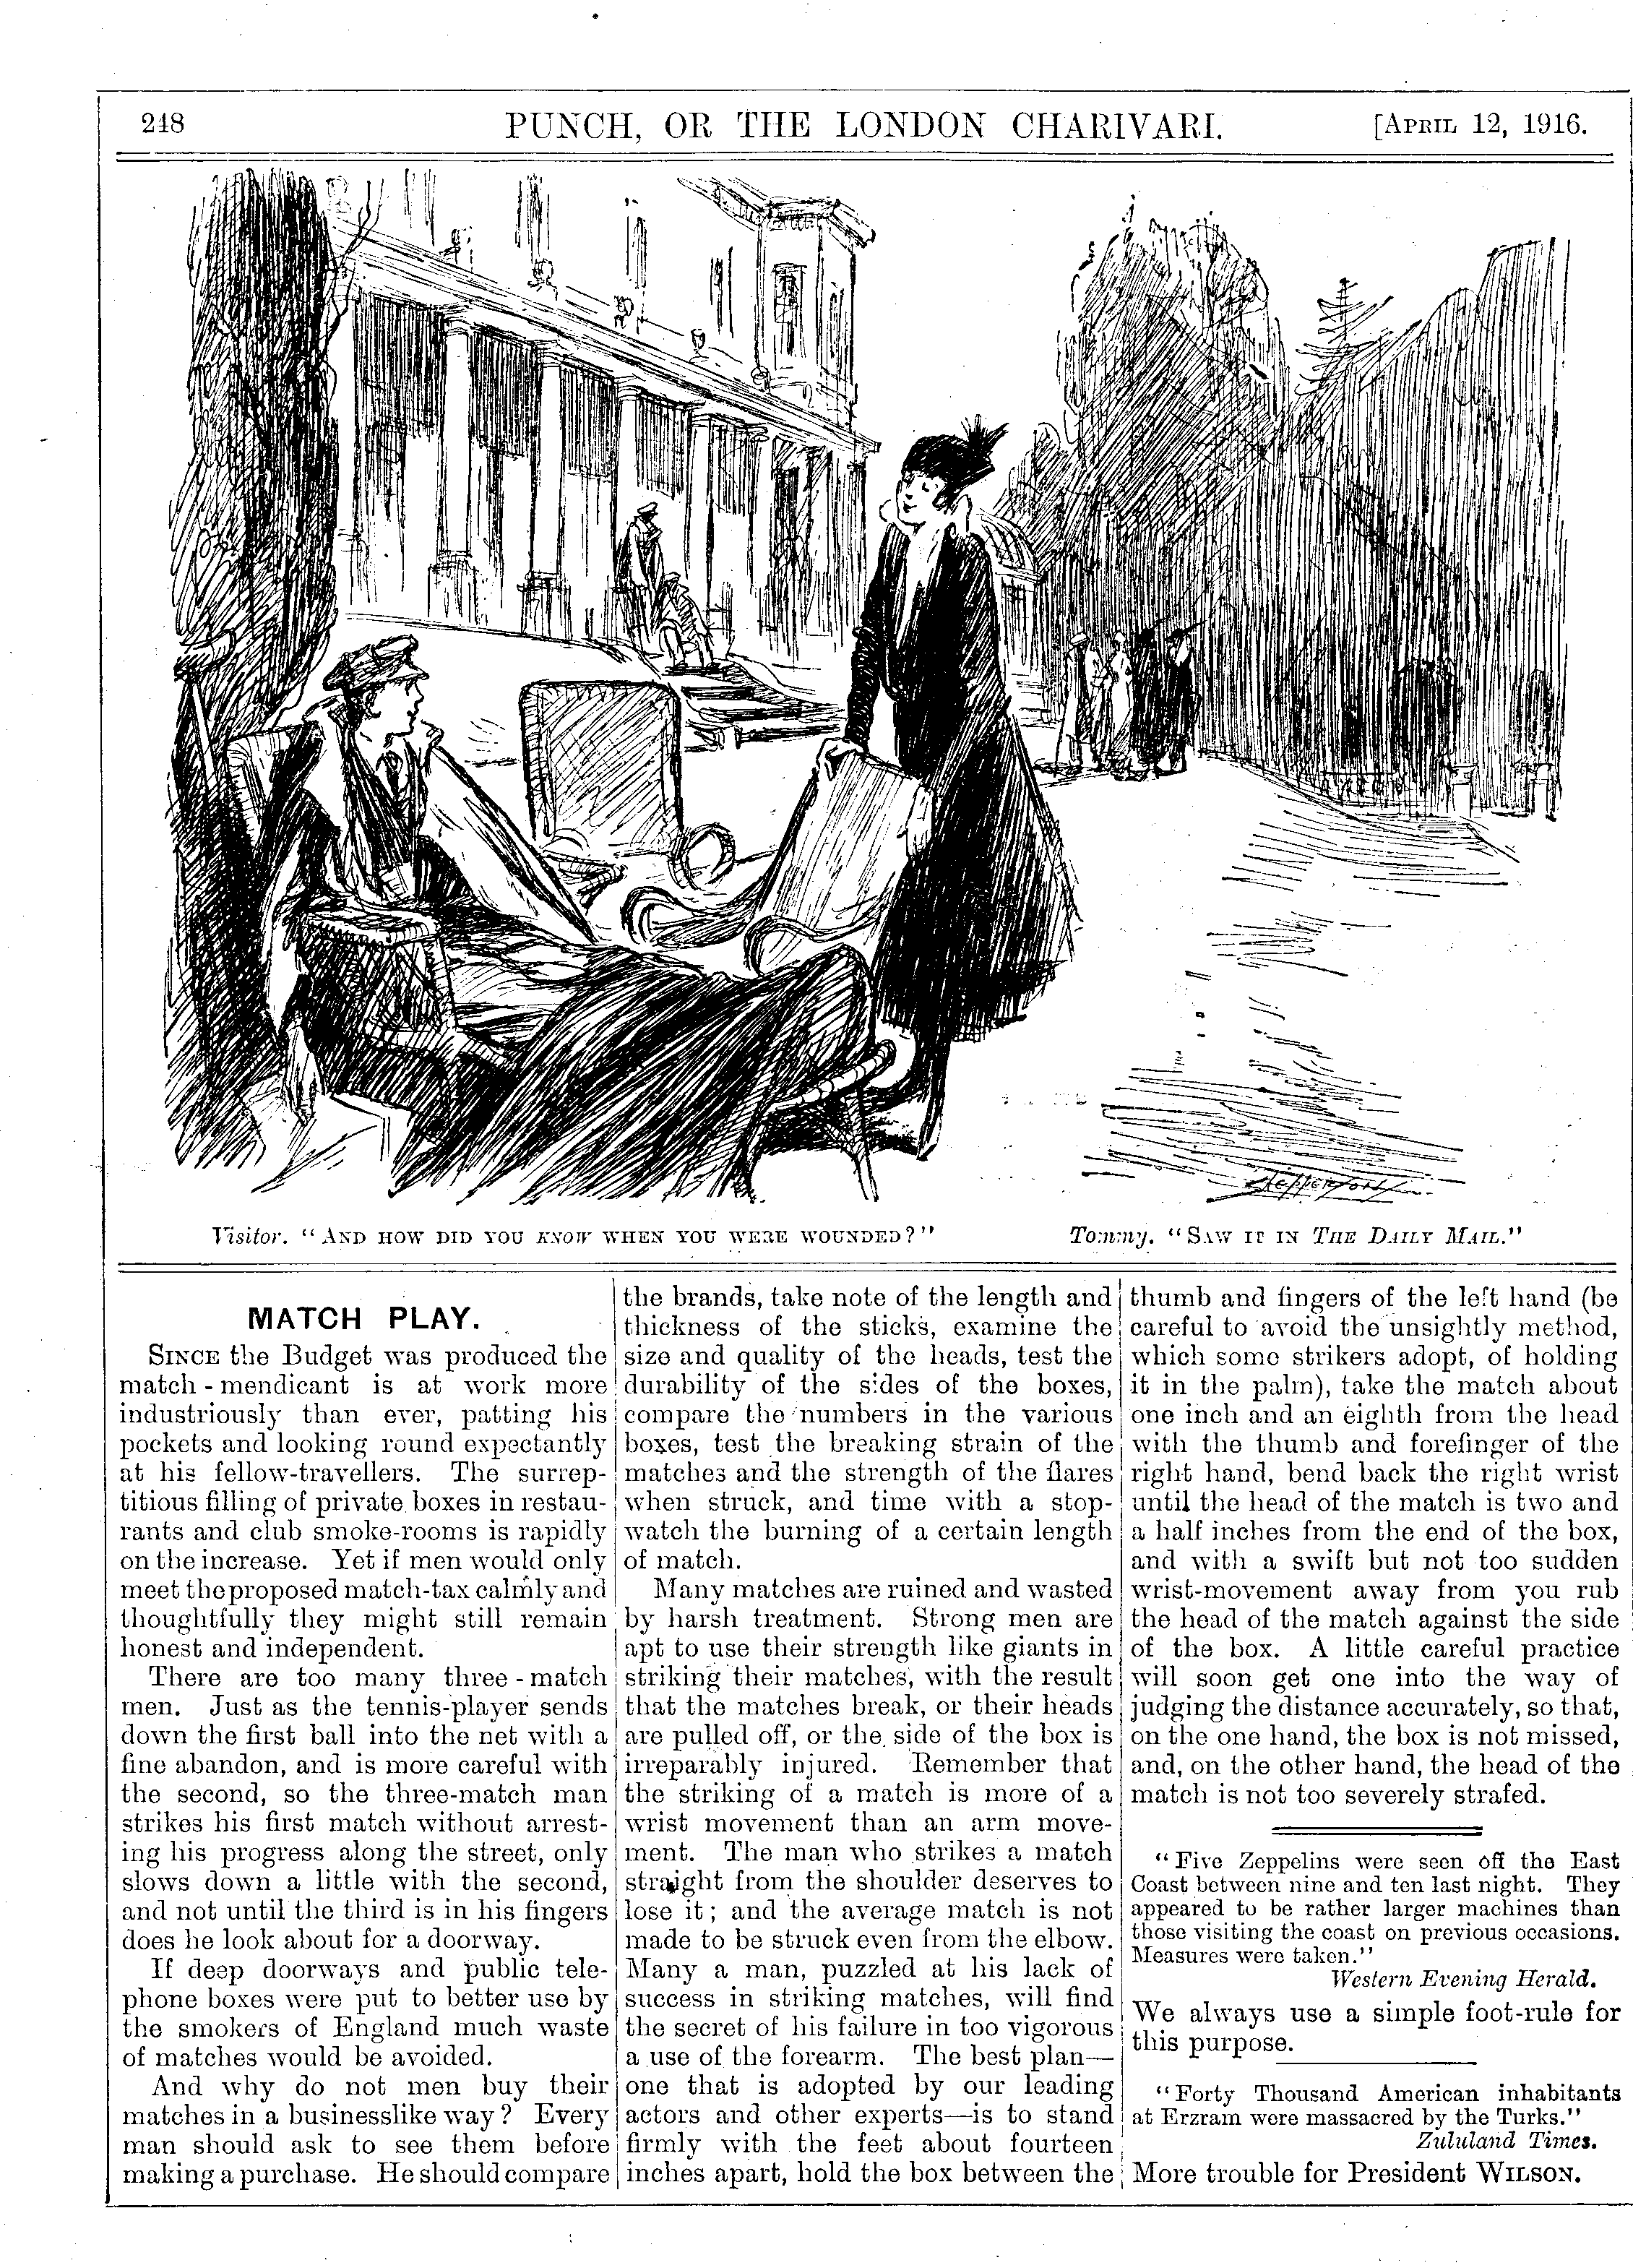 248
PUNCH, OR THE LONDON CHARIVARI.
[APRIL 12, 1916.
SHEPPERSON
Visitor. "AND HOW DID YOU KNOW WHEN YOU WERE WOUNDED?"
Tommy. "SAW IT IN THE DAILY MAIL."
MATCH PLAY.
SINCE the Budget was produced the
match-mendicant is at work more
industriously than ever, patting his
pockets and looking round expectantly
at his fellow-travellers. The surrep-
titious filling of private boxes in restau-
rants and club smoke-rooms is rapidly
on the increase. Yet if men would only
meet the proposed match-tax calmly and
thoughtfully they might still remain
honest and independent.
There are too many three-match
men. Just as the tennis-player sends
down the first ball into the net with a
fine abandon, and is more careful with
the second, so the three-match man
strikes his first match without arrest-
ing his progress along the street, only
slows down a little with the second,
and not until the third is in his fingers
does he look about for a doorway.
If deep doorways and public tele-
phone boxes were put to better use by
the smokers of England much waste
of matches would be avoided.
And why do not men buy their
matches in a businesslike way? Every
man should ask to see them before
making a purchase. He should compare
the brands, take note of the length and
thickness of the sticks, examine the
size and quality of the heads, test the
durability of the sides of the boxes,
compare the numbers in the various
boxes, test the breaking strain of the
matches and the strength of the flares
when struck, and time with a stop-
watch the burning of a certain length
of match.
Many matches are ruined and wasted
by harsh treatment. Strong men are
apt to use their strength like giants in
striking their matches, with the result
that the matches break, or their heads
are pulled off, or the side of the box is
irreparably injured. Remember that
the striking of a match is more of a
wrist movement than an arm move-
ment. The man who strikes a match
straight from the shoulder deserves to
lose it; and the average match is not
made to be struck even from the elbow.
Many a man, puzzled at his lack of
success in striking matches, will find
the secret of his failure in too vigorous
a use of the forearm. The best plan—
one that is adopted by our leading
actors and other experts—is to stand
firmly with the feet about fourteen
inches apart, hold the box between the
thumb and fingers of the left hand (be
careful to avoid the unsightly method,
which some strikers adopt, of holding
it in the palm), take the match about
one inch and an eighth from the head
with the thumb and forefinger of the
right hand, bend back the right wrist
until the head of the match is two and
a half inches from the end of the box,
and with a swift but not too sudden
wrist-movement away from you rub
the head of the match against the side
of the box. A little careful practice
will soon get one into the way of
judging the distance accurately, so that,
on the one hand, the box is not missed,
and, on the other hand, the head of the
match is not too severely strafed.
"Five Zeppelins were seen off the East
Coast between nine and ten last night. They
appeared to be rather larger machines than
those visiting the coast on previous occasions.
Measures were taken."
Western Evening Herald.
We always use a simple foot-rule for
this purpose.
"Forty Thousand American inhabitants
at Erzram were massacred by the Turks."
Zululand Times.
More trouble for President WILSON.